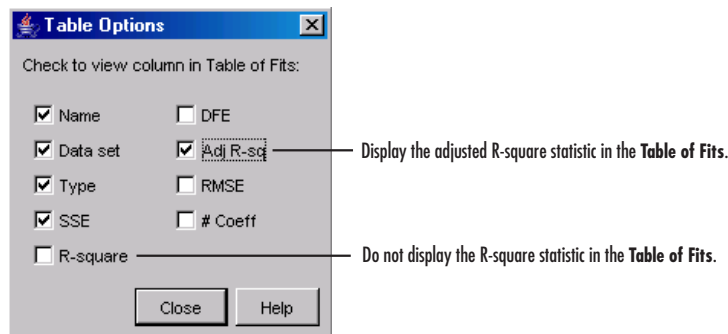 Table Options
Check to view column in Table of Fits:
Name
DFE
Data set
Adj R-sq
Display the adjusted R-square statistic in the Table of Fits.
Type
RMSE
SSE
# Coeff
R-square
Do not display the R-square statistic in the Table of Fits.
Close
Help